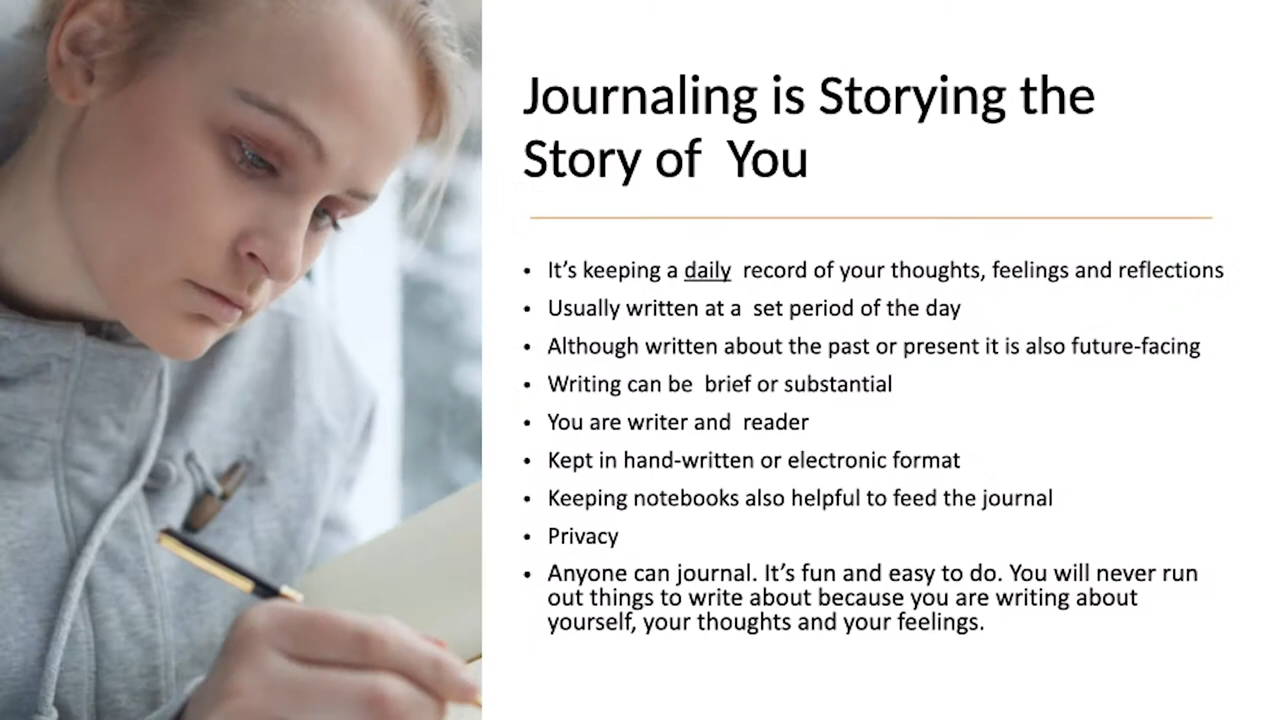 Journaling is Storying the
Story of  You
• It's keeping a daily  record of your thoughts, feelings and reflections
• Usually written at a  set period of the day
• Although written about the past or present it is also future-facing
• Writing can be  brief or substantial
• You are writer and  reader
• Kept in hand-written or electronic format
• Keeping notebooks also helpful to feed the journal
• Privacy
• Anyone can journal. It's fun and easy to do. You will never run
out things to write about because you are writing about
yourself, your thoughts and your feelings.